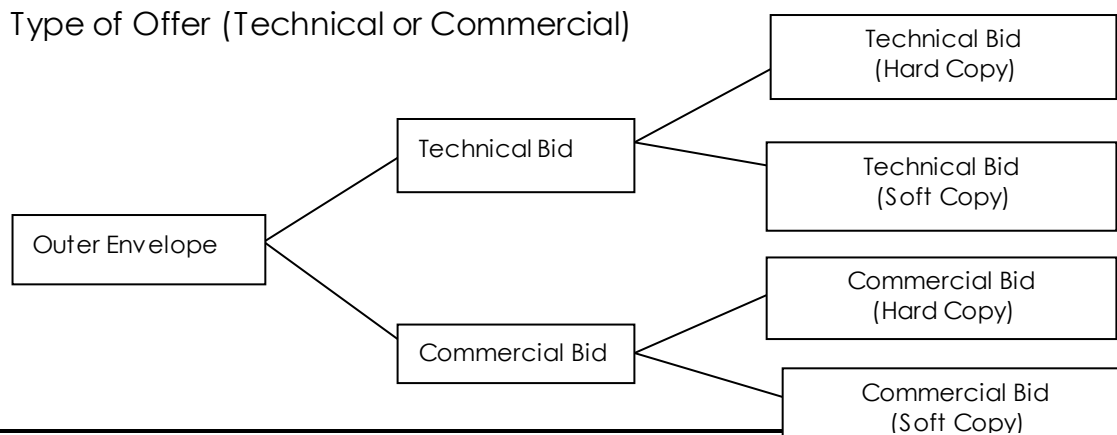 Type of Offer (Technical or Commercial)
Technical Bid
(Hard Copy)
Technical Bid
Technical Bid
(Soft Copy)
Outer Envelope
Commercial Bid
(Hard Copy)
Commercial Bid
Commercial Bid
(Soft Copy)